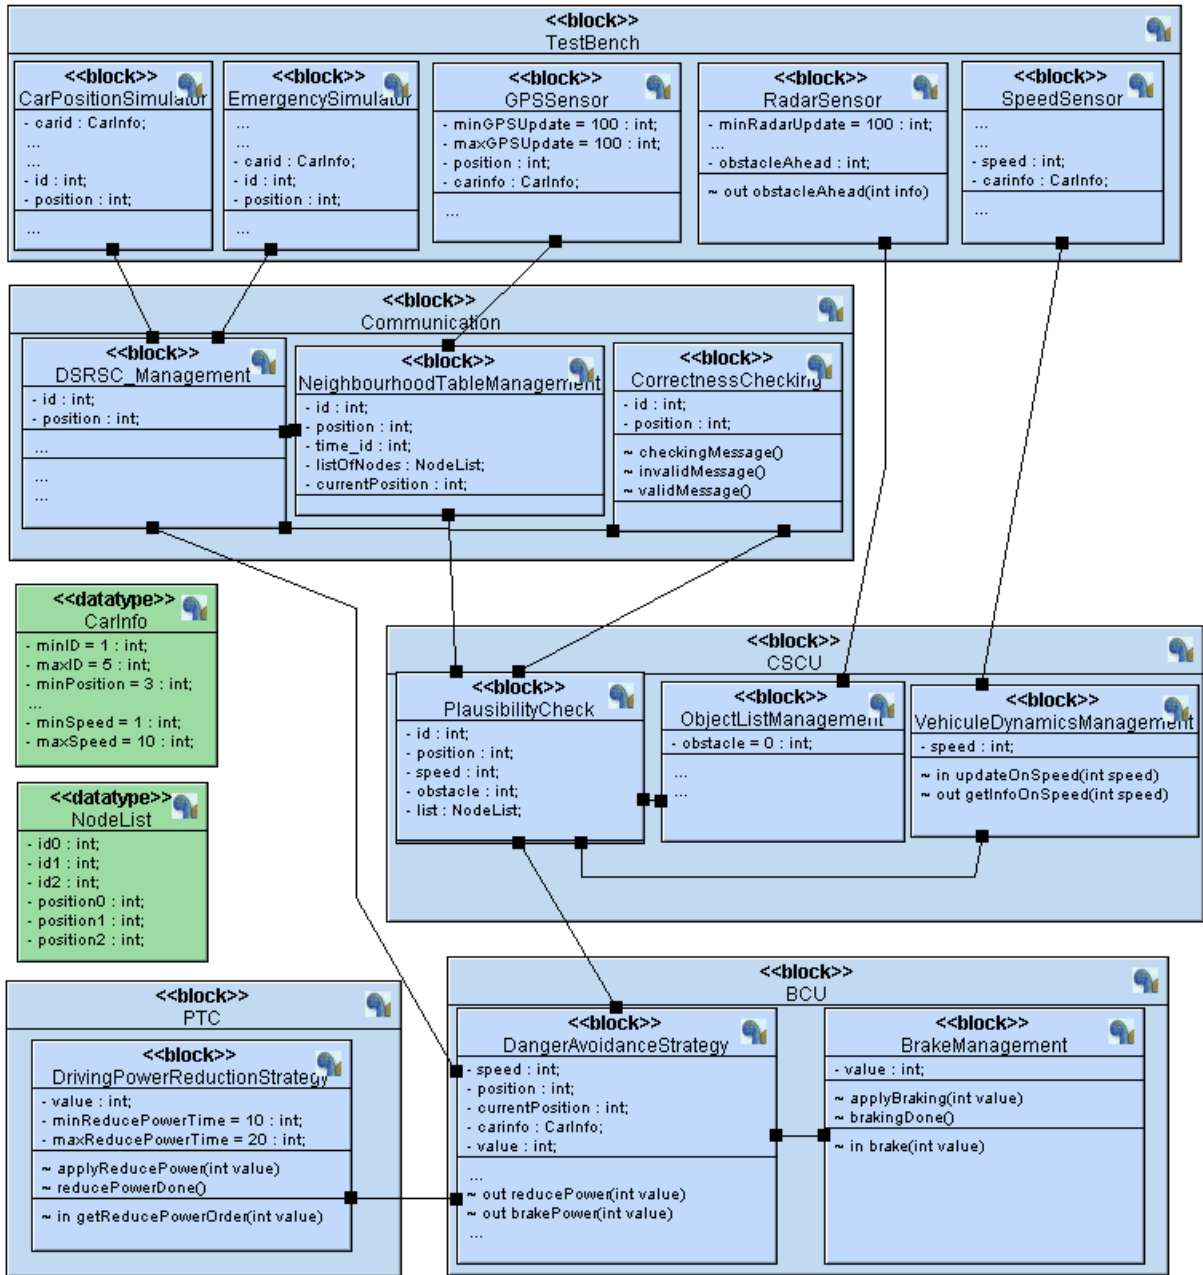 <<block>>
TestBench
<<block>>
CarPositionSimulator
- carid : CarInfo;
...
...
- id : int;
- position : int;
...
<<block>>
EmergencySimulator
...
...
- carid : CarInfo;
- id : int;
- position : int;
...
<<block>>
GPSSensor
- minGPSUpdate = 100 : int;
- maxGPSUpdate = 100 : int;
- position : int;
- carinfo : CarInfo;
...
<<block>>
RadarSensor
- minRadarUpdate = 100 : int;
...
- obstacleAhead : int;
~ out obstacleAhead(int info)
<<block>>
SpeedSensor
...
...
- speed : int;
- carinfo : CarInfo;
...
<<block>>
Communication
<<block>>
DSRSC_Management
- id : int;
- position : int;
...
...
...
<<block>>
NeighbourhoodTableManagement
- id : int;
- position : int;
- time_id : int;
- listOfNodes : NodeList;
- currentPosition : int;
<<block>>
CorrectnessChecking
- id : int;
- position : int;
~ checkingMessage()
~ invalidMessage()
~ validMessage()
<<datatype>>
CarInfo
- minID = 1 : int;
- maxID = 5 : int;
- minPosition = 3 : int;
...
- minSpeed = 1 : int;
- maxSpeed = 10 : int;
<<datatype>>
NodeList
- id0 : int;
- id1 : int;
- id2 : int;
- position0 : int;
- position1 : int;
- position2 : int;
<<block>>
CSCU
<<block>>
PlausibilityCheck
- id : int;
- position : int;
- speed : int;
- obstacle : int;
- list : NodeList;
<<block>>
ObjectListManagement
- obstacle = 0 : int;
...
...
<<block>>
VehiculeDynamicsManagement
- speed : int;
~ in updateOnSpeed(int speed)
~ out getInfoOnSpeed(int speed)
<<block>>
PTC
<<block>>
DrivingPowerReductionStrategy
- value : int;
- minReducePowerTime = 10 : int;
- maxReducePowerTime = 20 : int;
~ applyReducePower(int value)
~ reducePowerDone()
~ in getReducePowerOrder(int value)
<<block>>
BCU
<<block>>
DangerAvoidanceStrategy
- speed : int;
- position : int;
- currentPosition : int;
- carinfo : CarInfo;
- value : int;
...
~ out reducePower(int value)
~ out brakePower(int value)
...
<<block>>
BrakeManagement
- value : int;
~ applyBraking(int value)
~ brakingDone()
~ in brake(int value)